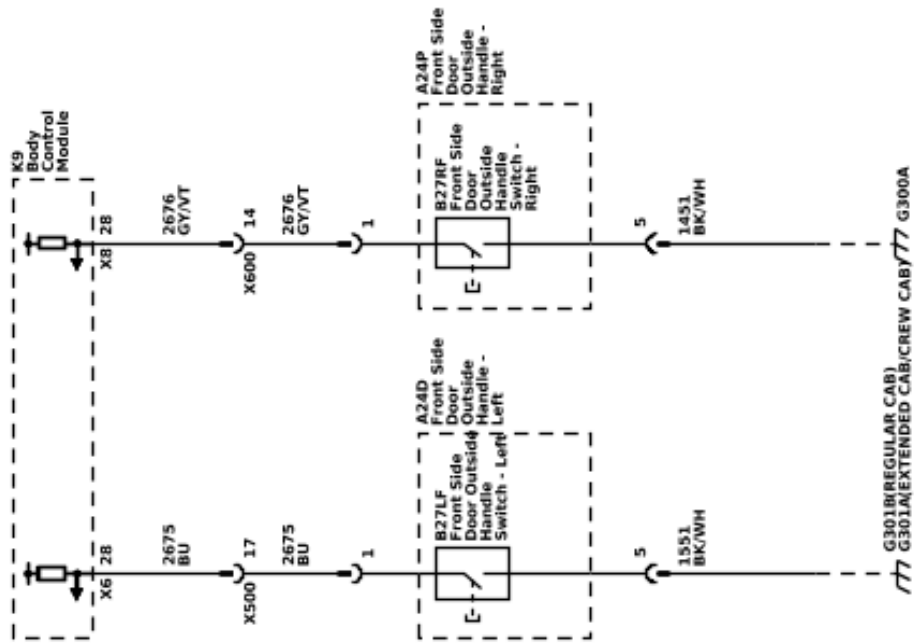 K9
Body
Control
Module
X6
28
2675
BU
X500
17
2675
BU
1
A24D
Front Side
Door
Outside
Handle -
Left
B27LF
Front Side
Door Outside
Handle
Switch - Left
5
1551
BK/WH
G301B(REGULAR CAB)
G301A(EXTENDED CAB/CREW CAB)
X8
28
2676
GY/VT
X600
14
2676
GY/VT
1
A24P
Front Side
Door
Outside
Handle -
Right
B27RF
Front Side
Door
Outside
Handle
Switch -
Right
5
1451
BK/WH
G300A